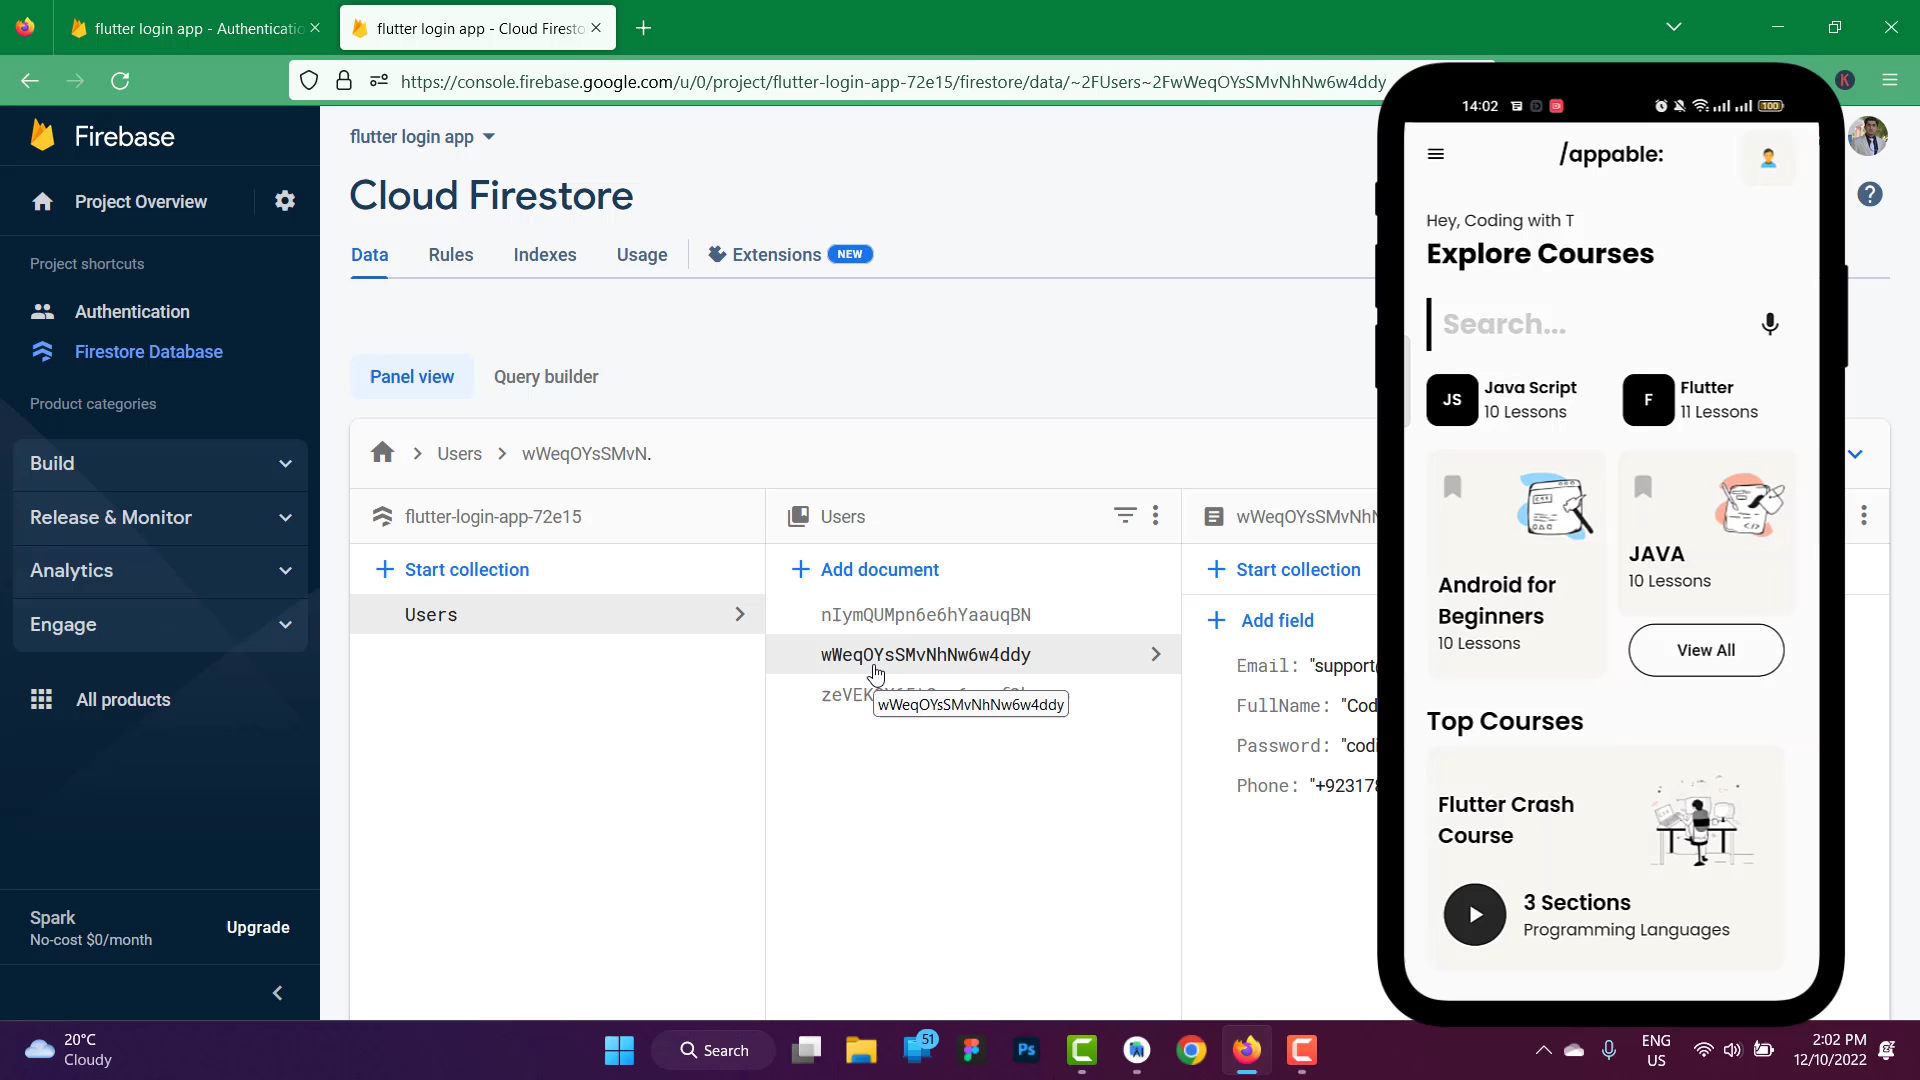 flutter login app - Authenticatio
flutter login app - Cloud Firesto
https://console.firebase.google.com/u/0/project/flutter-login-app-72e15/firestore/data/~2FUsers~2FwWeqOYsSMvNhNw6w4ddy
Firebase
Project Overview
Project shortcuts
Authentication
Firestore Database
Product categories
Build
Release & Monitor
Analytics
Engage
All products
Spark
No-cost $0/month
Upgrade
flutter login app
Cloud Firestore
Data
Rules
Indexes
Usage
Extensions
NEW
Panel view
Query builder
Users
wWeqOYsSMvN.
flutter-login-app-72e15
Start collection
Users
Users
Add document
nIymQUMpn6e6hYaauqBN
wWeqOYsSMvNhNw6w4ddy
wWeqOYsSMvNhNw6w4ddy
wWeqOYsSMvNhN
Start collection
Add field
Email: "support
FullName: "Cod
Password: "codi
Phone: "+923178
14:02
100
/appable:
Hey, Coding with T
Explore Courses
Search...
JS
Java Script
10 Lessons
F
Flutter
11 Lessons
Android for
Beginners
10 Lessons
JAVA
10 Lessons
View All
Top Courses
Flutter Crash
Course
3 Sections
Programming Languages
K
20°C
Cloudy
Search
51
Ps
ENG
US
2:02 PM
12/10/2022